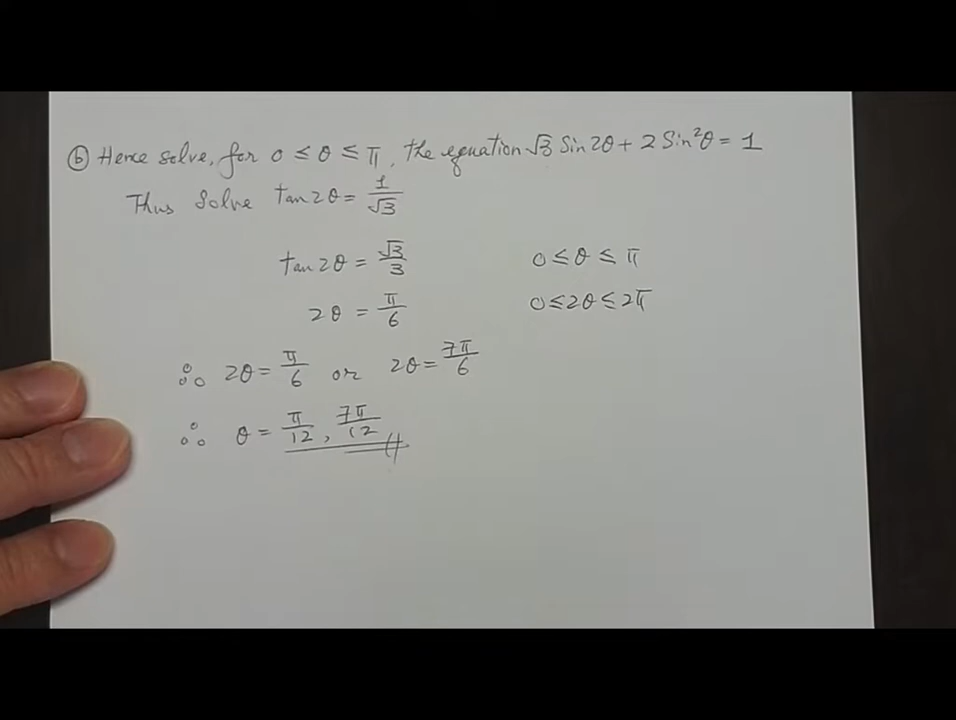 ⓑ Hence solve, for 0 ≤ θ ≤ π, the equation √3 Sin 2θ + 2 Sin²θ = 1
Thus Solve tan 2θ = 1/√3
tan 2θ = √3/3 0 ≤ θ ≤ π
2θ = π/6 0 ≤ 2θ ≤ 2π
∴ 2θ = π/6 or 2θ = 7π/6
∴ θ = π/12, 7π/12 //